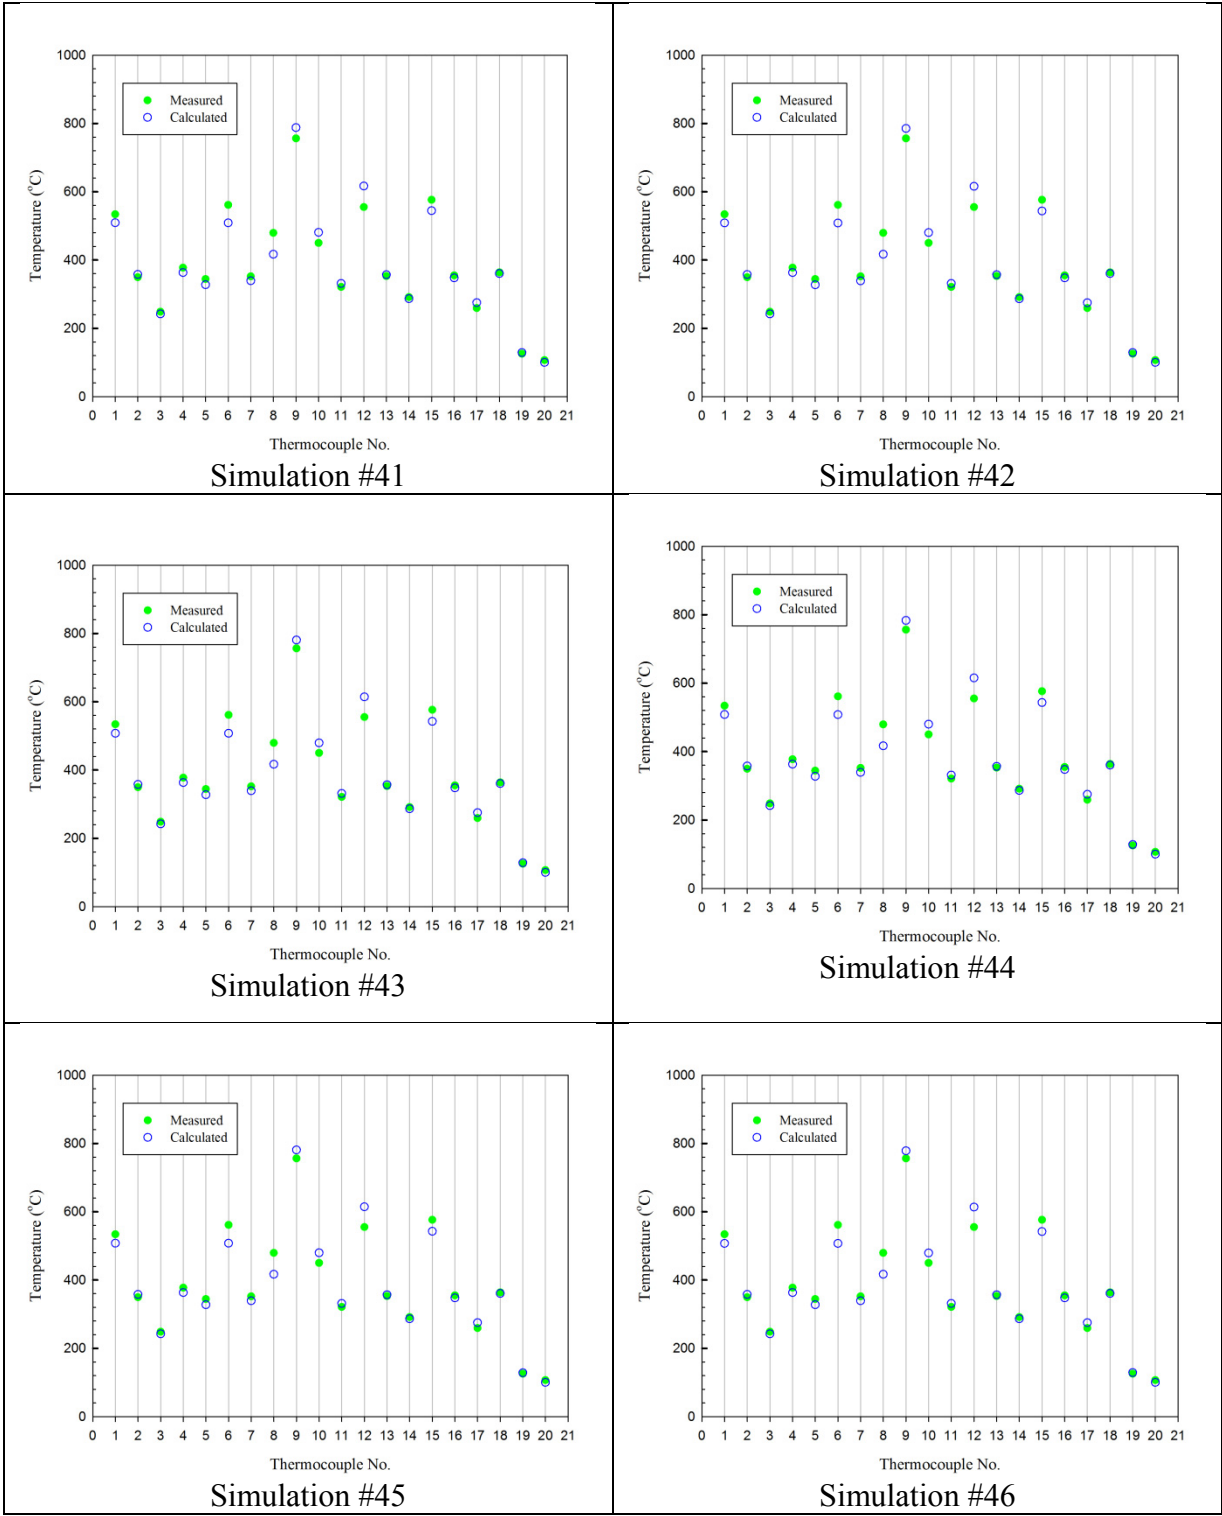 1000
800
600
400
200
0
Temperature (°C)
Measured
Calculated
0 1 2 3 4 5 6 7 8 9 10 11 12 13 14 15 16 17 18 19 20 21
Thermocouple No.
Simulation #41
1000
800
600
400
200
0
Temperature (°C)
Measured
Calculated
0 1 2 3 4 5 6 7 8 9 10 11 12 13 14 15 16 17 18 19 20 21
Thermocouple No.
Simulation #42
1000
800
600
400
200
0
Temperature (°C)
Measured
Calculated
0 1 2 3 4 5 6 7 8 9 10 11 12 13 14 15 16 17 18 19 20 21
Thermocouple No.
Simulation #43
1000
800
600
400
200
0
Temperature (°C)
Measured
Calculated
0 1 2 3 4 5 6 7 8 9 10 11 12 13 14 15 16 17 18 19 20 21
Thermocouple No.
Simulation #44
1000
800
600
400
200
0
Temperature (°C)
Measured
Calculated
0 1 2 3 4 5 6 7 8 9 10 11 12 13 14 15 16 17 18 19 20 21
Thermocouple No.
Simulation #45
1000
800
600
400
200
0
Temperature (°C)
Measured
Calculated
0 1 2 3 4 5 6 7 8 9 10 11 12 13 14 15 16 17 18 19 20 21
Thermocouple No.
Simulation #46